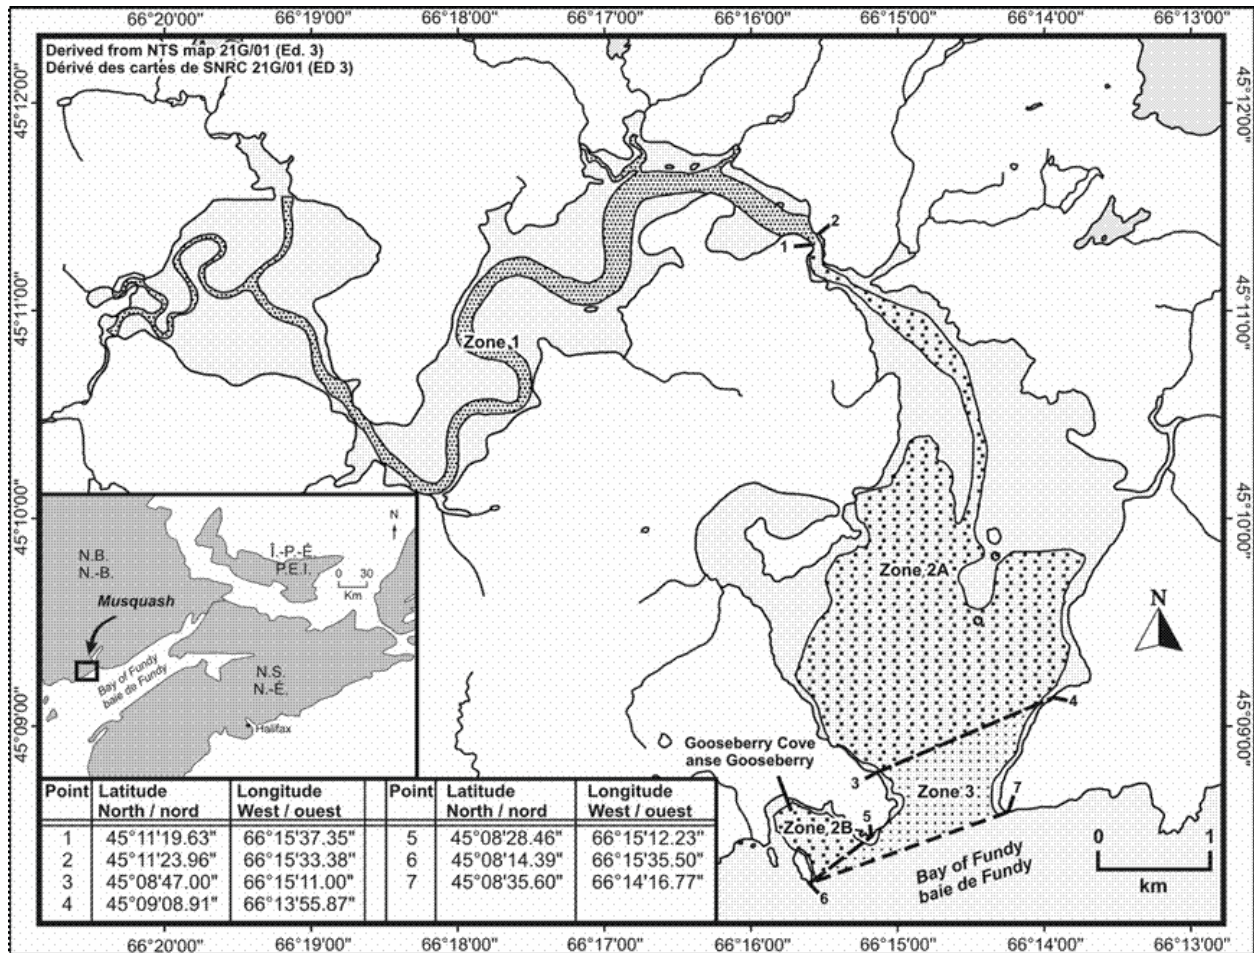 66°20'00" 66°19'00" 66°18'00" 66°17'00" 66°16'00" 66°15'00" 66°14'00" 66°13'00"
Derived from NTS map 21G/01 (Ed. 3)
Dérivé des cartes de SNRC 21G/01 (ED 3)
45°12'00" 45°12'00"
2
1
45°11'00" 45°11'00"
Zone 1
45°10'00" 45°10'00"
Zone 2A
N
4
45°09'00" 45°09'00"
Gooseberry Cove
anse Gooseberry
3
Zone 3
7
5
Zone 2B
6
Bay of Fundy
baie de Fundy
0 1
km
N.B.
N.-B.
Musquash
Î.-P.-É.
P.E.I.
N
0 30
Km
Bay of Fundy
baie de Fundy
N.S.
N.-É.
Halifax
Point Latitude Longitude Point Latitude Longitude
North / nord West / ouest North / nord West / ouest
1 45°11'19.63" 66°15'37.35" 5 45°08'28.46" 66°15'12.23"
2 45°11'23.96" 66°15'33.38" 6 45°08'14.39" 66°15'35.50"
3 45°08'47.00" 66°15'11.00" 7 45°08'35.60" 66°14'16.77"
4 45°09'08.91" 66°13'55.87"
66°20'00" 66°19'00" 66°18'00" 66°17'00" 66°16'00" 66°15'00" 66°14'00" 66°13'00"